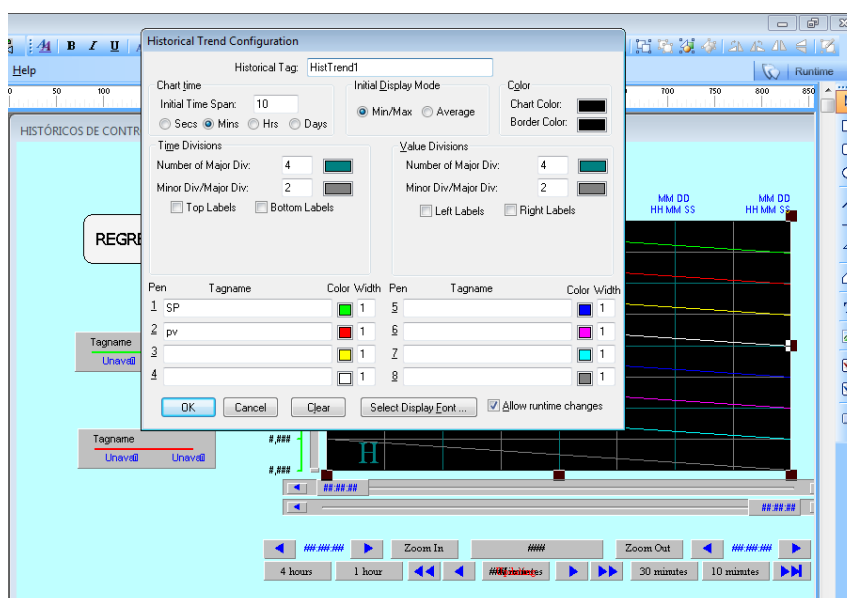 B I U
Help
Runtime
0 50 100 700 750 800 850
HISTÓRICOS DE CONTR
Historical Trend Configuration
Historical Tag: HistTrend1
Chart time
Initial Time Span: 10
Secs Mins Hrs Days
Initial Display Mode
Min/Max Average
Color
Chart Color:
Border Color:
Time Divisions
Number of Major Div: 4
Minor Div/Major Div: 2
Top Labels Bottom Labels
Value Divisions
Number of Major Div: 4
Minor Div/Major Div: 2
Left Labels Right Labels
MM DD MM DD
HH MM SS HH MM SS
REGRE
Pen Tagname Color Width Pen Tagname Color Width
1 SP 1 5 1
2 pv 1 6 1
3 1 7 1
4 1 8 1
OK Cancel Clear Select Display Font ... Allow runtime changes
Tagname
Unavail
Tagname
Unavail Unavail
#,###
H
#,###
##:##:##
##:##:##
##:##:## Zoom In #### Zoom Out ##:##:##
4 hours 1 hour 30 minutes 10 minutes